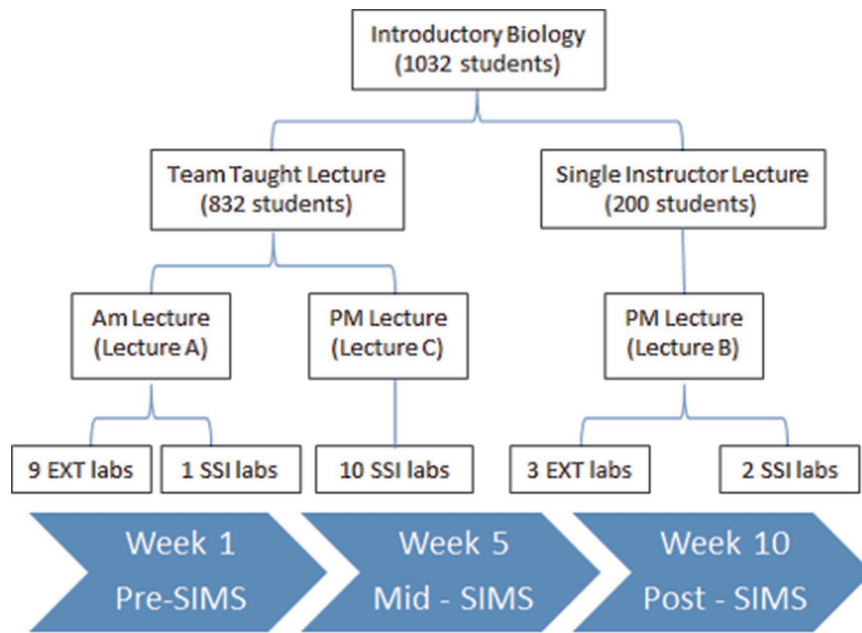 Introductory Biology
(1032 students)
Team Taught Lecture
(832 students)
Single Instructor Lecture
(200 students)
Am Lecture
(Lecture A)
PM Lecture
(Lecture C)
PM Lecture
(Lecture B)
9 EXT labs
1 SSI labs
10 SSI labs
3 EXT labs
2 SSI labs
Week 1
Pre-SIMS
Week 5
Mid - SIMS
Week 10
Post - SIMS